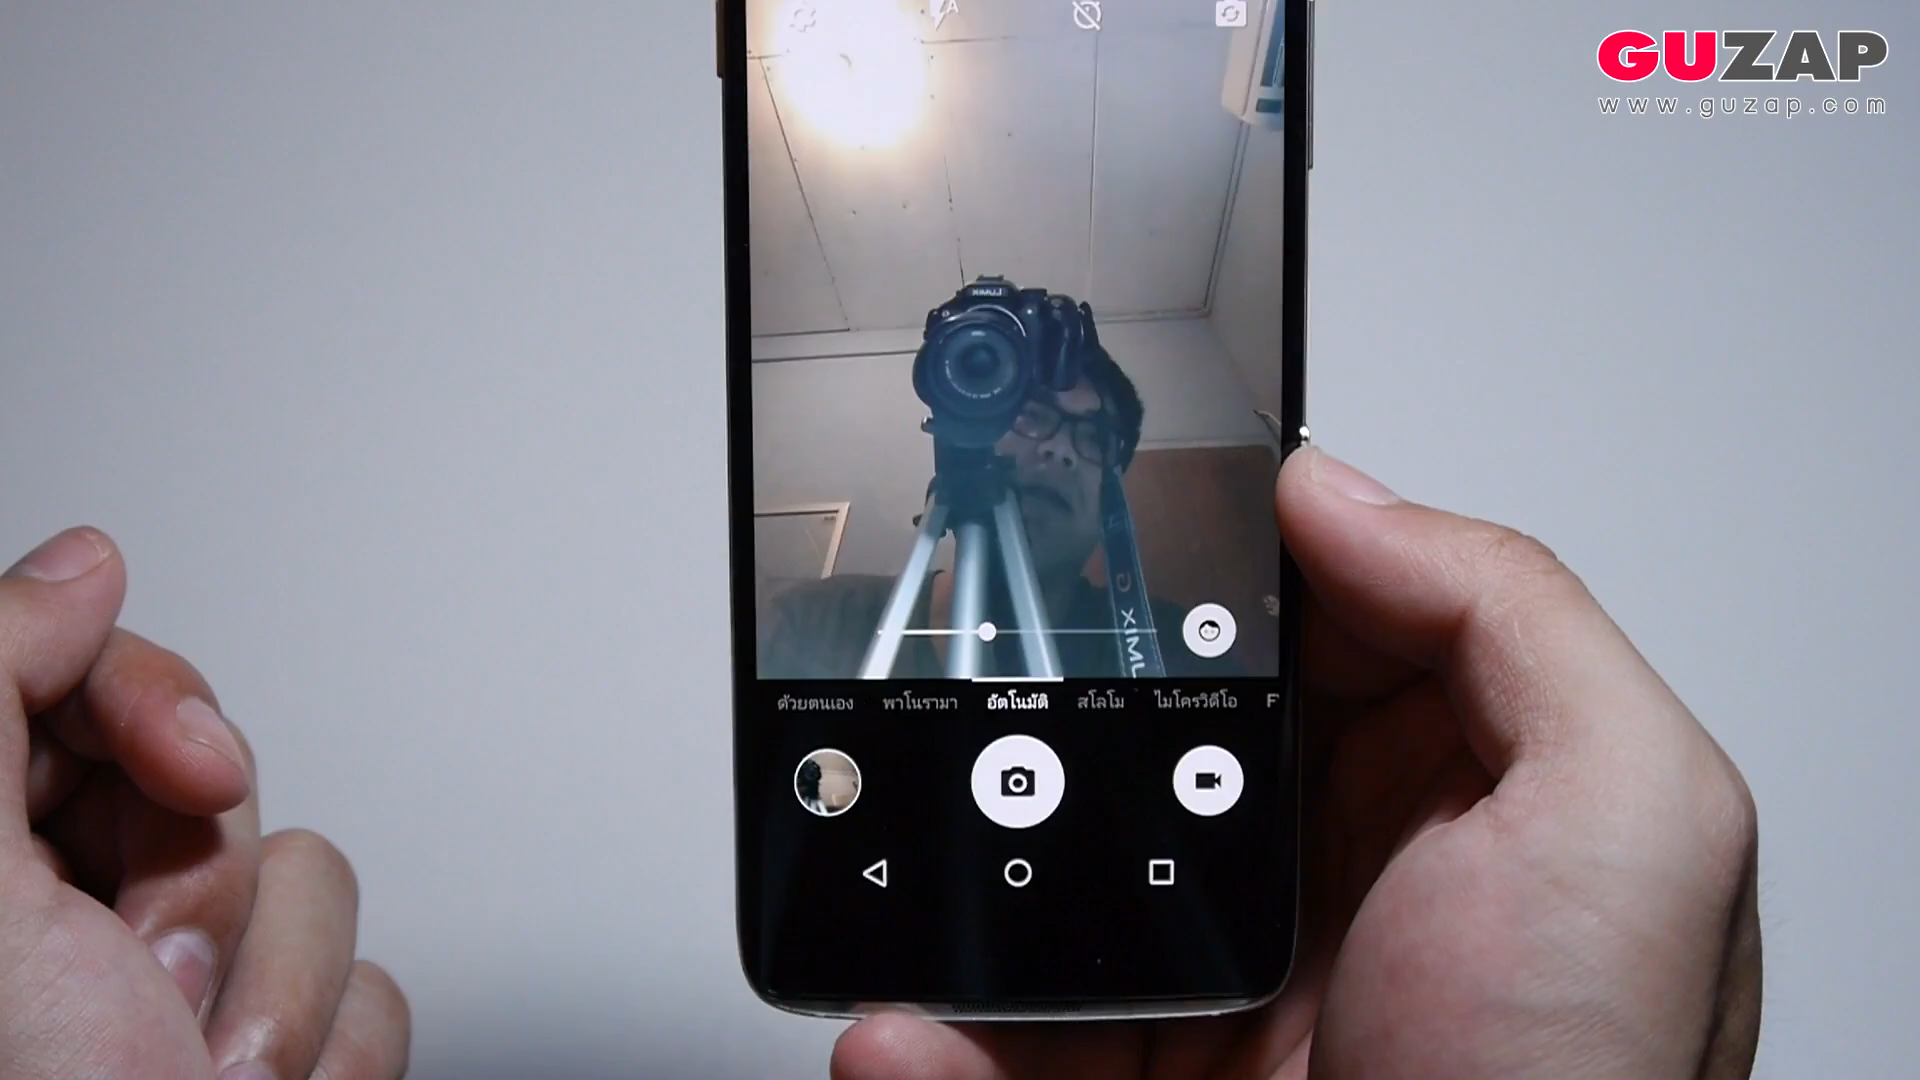 GUZAP
www.guzap.com
A
LUMIX
ด้วยตนเอง พาโนรามา อัตโนมัติ สโลโม ไมโครวิดีโอ F